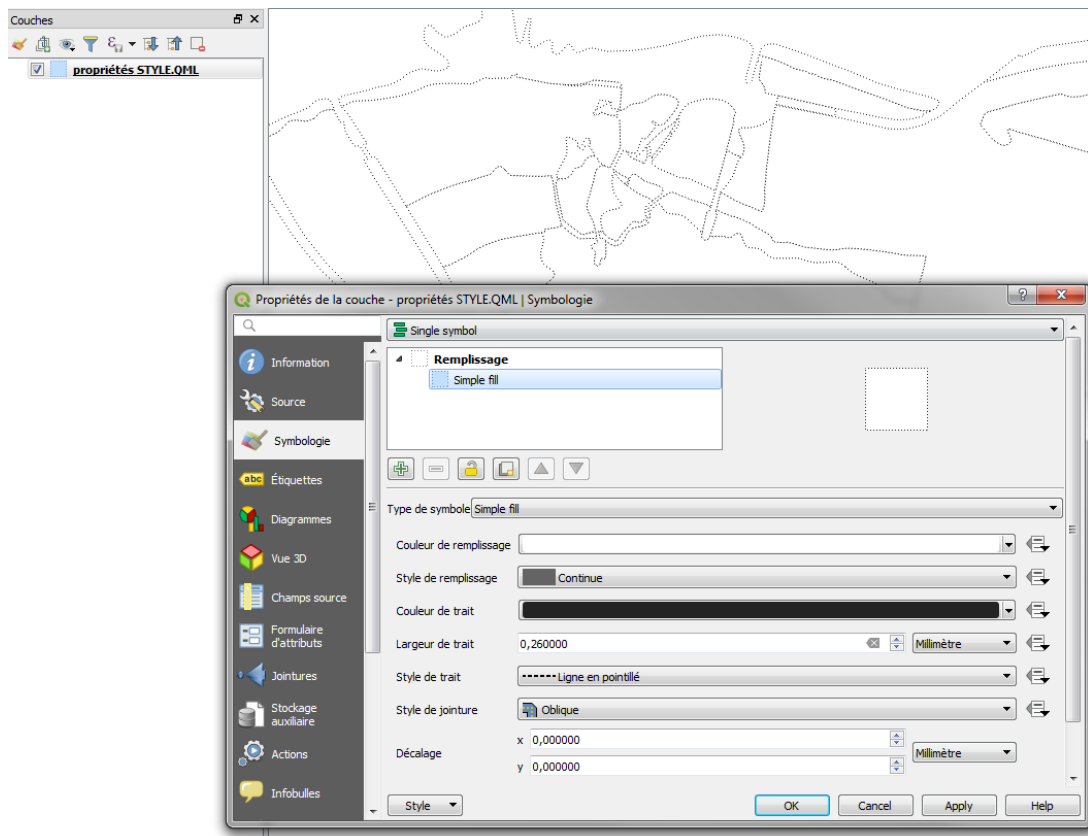 Couches
propriétés STYLE.QML
Propriétés de la couche - propriétés STYLE.QML | Symbologie
Information
Source
Symbologie
abc Étiquettes
Diagrammes
Vue 3D
Champs source
Formulaire
d'attributs
Jointures
Stockage
auxiliaire
Actions
Infobulles
Single symbol
Remplissage
Simple fill
Type de symbole Simple fill
Couleur de remplissage
Style de remplissage Continue
Couleur de trait
Largeur de trait 0,260000 Millimètre
Style de trait Ligne en pointillé
Style de jointure Oblique
Décalage
x 0,000000
y 0,000000
Millimètre
Style
OK
Cancel
Apply
Help